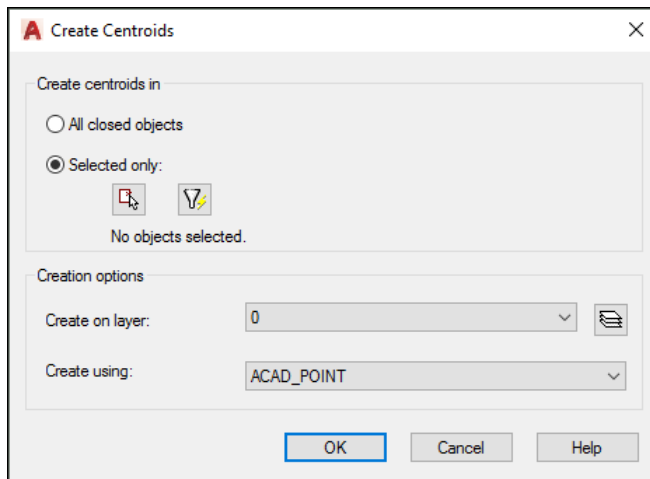 Create Centroids
Create centroids in
All closed objects
Selected only:
No objects selected.
Creation options
Create on layer:
0
Create using:
ACAD_POINT
OK
Cancel
Help